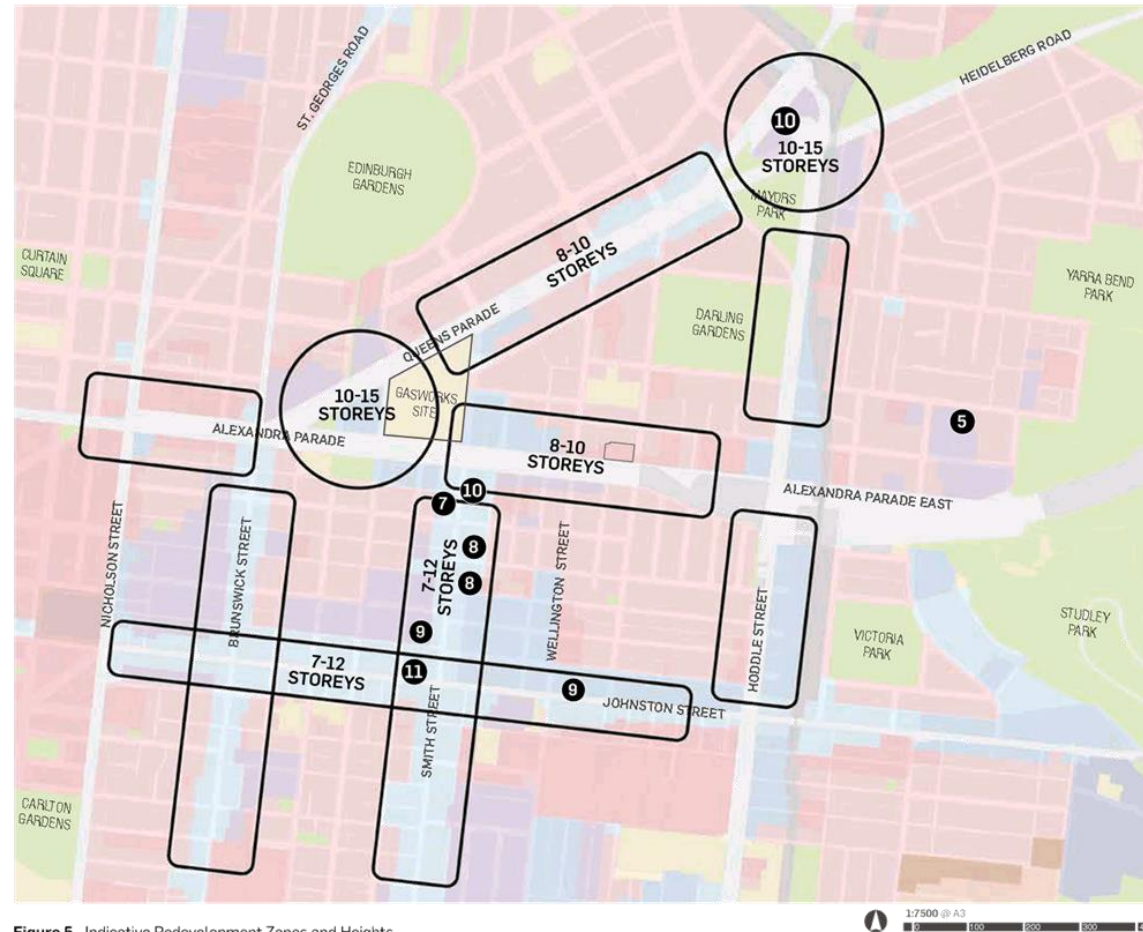 ST. GEORGES ROAD
HEIDELBERG ROAD
10
10-15
STOREYS
EDINBURGH
GARDENS
MAYORS
PARK
CURTAIN
SQUARE
8-10
STOREYS
YARRA BEND
PARK
DARLING
GARDENS
QUEENS PARADE
10-15
STOREYS
GASWORKS
SITE
5
ALEXANDRA PARADE
8-10
STOREYS
ALEXANDRA PARADE EAST
10
7
NICHOLSON STREET
BRUNSWICK STREET
7-12
STOREYS
8
8
WELLINGTON STREET
HODDLE STREET
STUDLEY
PARK
VICTORIA
PARK
9
7-12
STOREYS
11
9
JOHNSTON STREET
SMITH STREET
CARLTON
GARDENS
Figure 5 Indicative Redevelopment Zones and Heights
1:7500 @ A3
0 100 200 300